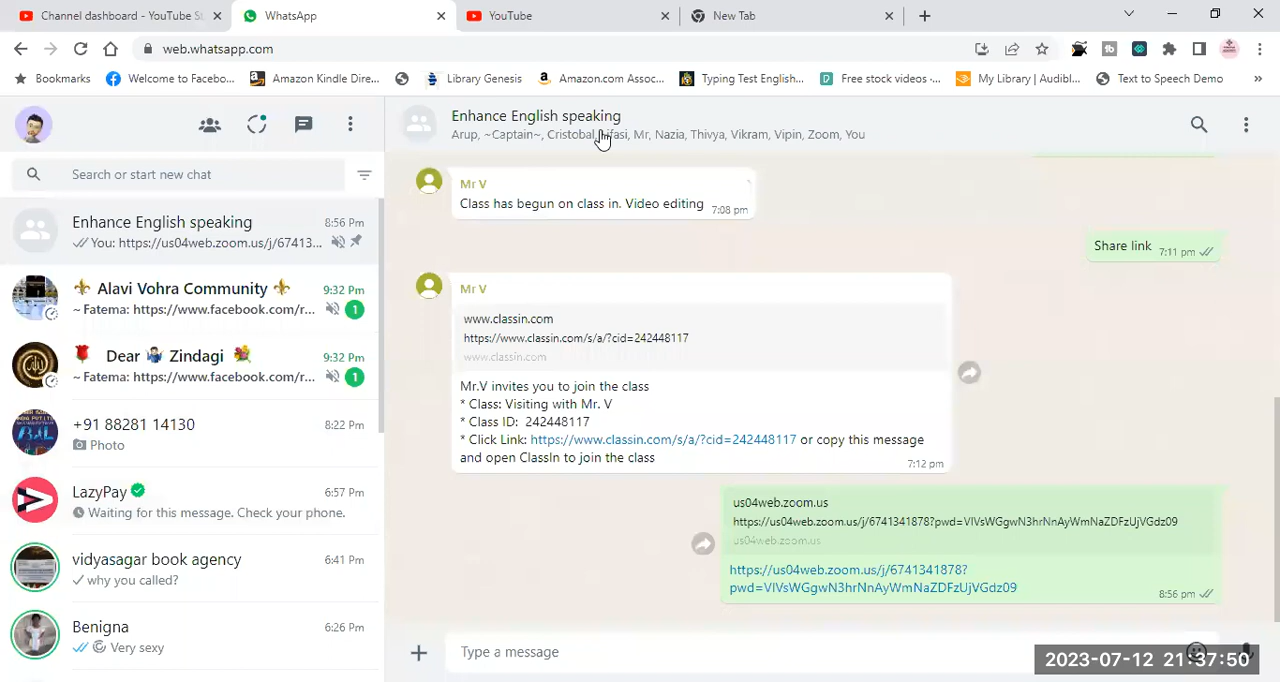 Channel dashboard - YouTube St
WhatsApp
YouTube
New Tab
web.whatsapp.com
Bookmarks
Welcome to Facebo...
Amazon Kindle Dire...
Library Genesis
Amazon.com Assoc...
Typing Test English...
Free stock videos -...
My Library | Audibl...
Text to Speech Demo
»
Search or start new chat
Enhance English speaking
8:56 Pm
You: https://us04web.zoom.us/j/67413...
Alavi Vohra Community
9:32 Pm
~ Fatema: https://www.facebook.com/r...
1
Dear Zindagi
9:32 PM
~ Fatema: https://www.facebook.com/r...
1
+91 88281 14130
8:22 PM
Photo
LazyPay
6:57 PM
Waiting for this message. Check your phone.
vidyasagar book agency
6:41 PM
why you called?
Benigna
6:26 PM
Very sexy
Enhance English speaking
Arup, ~Captain~, Cristobal, Mr, Nazia, Thivya, Vikram, Vipin, Zoom, You
Mr V
Class has begun on class in. Video editing
7:08 pm
Share link
7:11 pm
Mr V
www.classin.com
https://www.classin.com/s/a/?cid=242448117
www.classin.com
Mr.V invites you to join the class
* Class: Visiting with Mr. V
* Class ID: 242448117
* Click Link: https://www.classin.com/s/a/?cid=242448117 or copy this message
and open ClassIn to join the class
7:12 pm
us04web.zoom.us
https://us04web.zoom.us/j/6741341878?pwd=VlVsWGgwN3hrNnAyWmNaZDFzUjVGdz09
us04web.zoom.us
https://us04web.zoom.us/j/6741341878?
pwd=VlVsWGgwN3hrNnAyWmNaZDFzUjVGdz09
8:56 pm
Type a message
2023-07-12 21:37:50